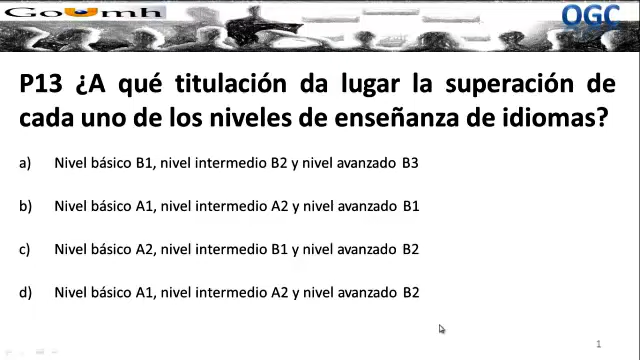 GoUmh
OGC
P13 ¿A qué titulación da lugar la superación de
cada uno de los niveles de enseñanza de idiomas?
a) Nivel básico B1, nivel intermedio B2 y nivel avanzado B3
b) Nivel básico A1, nivel intermedio A2 y nivel avanzado B1
c) Nivel básico A2, nivel intermedio B1 y nivel avanzado B2
d) Nivel básico A1, nivel intermedio A2 y nivel avanzado B2
1